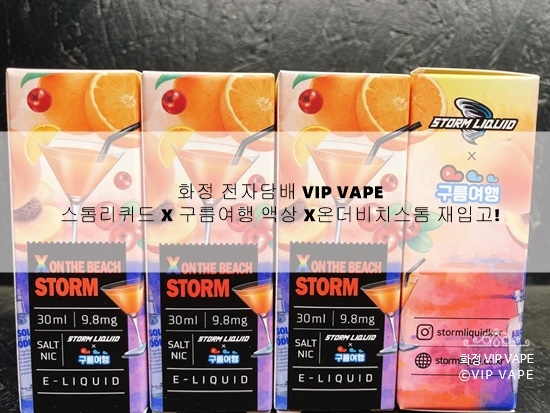 화정 전자담배 VIP VAPE
스톰리퀴드 X 구름여행 액상 X온더비치스톰 재입고!
X ON THE BEACH
STORM
30ml 9.8mg
SALT NIC
STORM LIQUID
×
구름여행
E-LIQUID
X ON THE BEACH
STORM
30ml 9.8mg
SALT NIC
STORM LIQUID
×
구름여행
E-LIQUID
X ON THE BEACH
STORM
30ml 9.8mg
SALT NIC
STORM LIQUID
×
구름여행
E-LIQUID
STORM LIQUID
×
구름여행
stormliquidkor
화정 VIP VAPE
©VIP VAPE